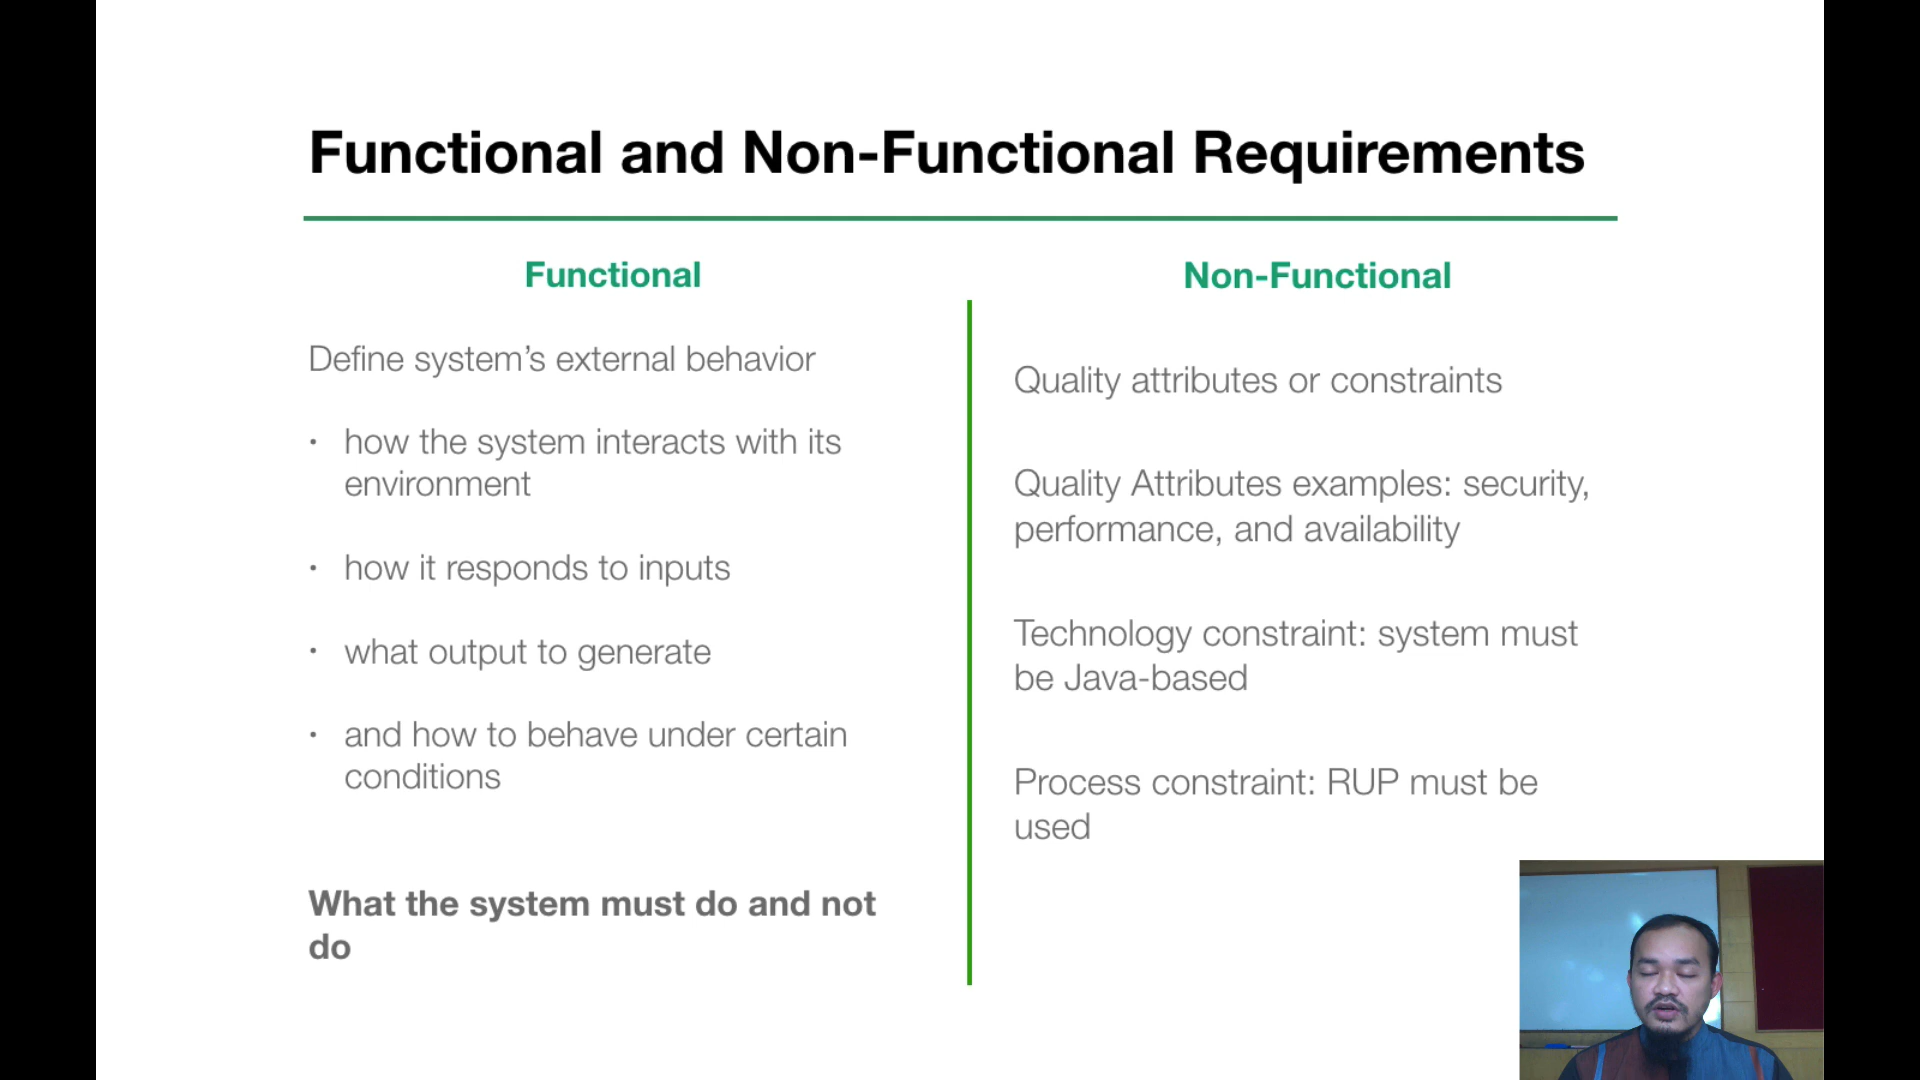 Functional and Non-Functional Requirements
Functional
Define system’s external behavior
• how the system interacts with its
environment
• how it responds to inputs
• what output to generate
• and how to behave under certain
conditions
What the system must do and not
do
Non-Functional
Quality attributes or constraints
Quality Attributes examples: security,
performance, and availability
Technology constraint: system must
be Java-based
Process constraint: RUP must be
used